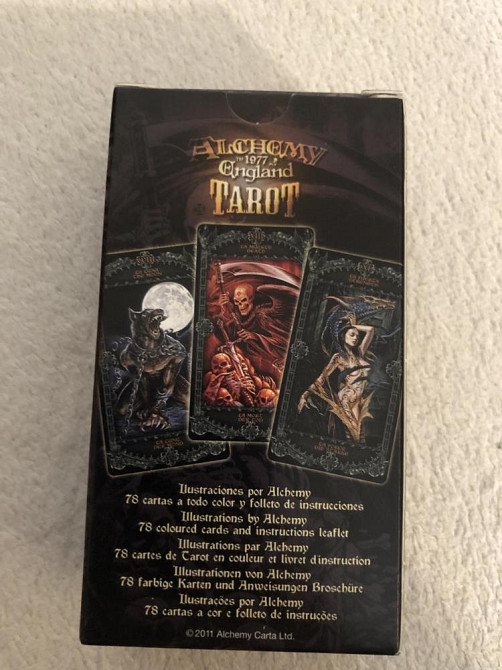 ALCHEMY
1977
England
TAROT
Ilustraciones por Alchemy
78 cartas a todo color y folleto de instrucciones
Illustrations by Alchemy
78 coloured cards and instructions leaflet
Illustrations par Alchemy
78 cartes de Tarot en couleur et livret d'instruction
Illustrationen von Alchemy
78 farbige Karten und Anweisungen Broschüre
Ilustrações por Alchemy
78 cartas a cor e folleto de instruções
© 2011 Alchemy Carta Ltd.